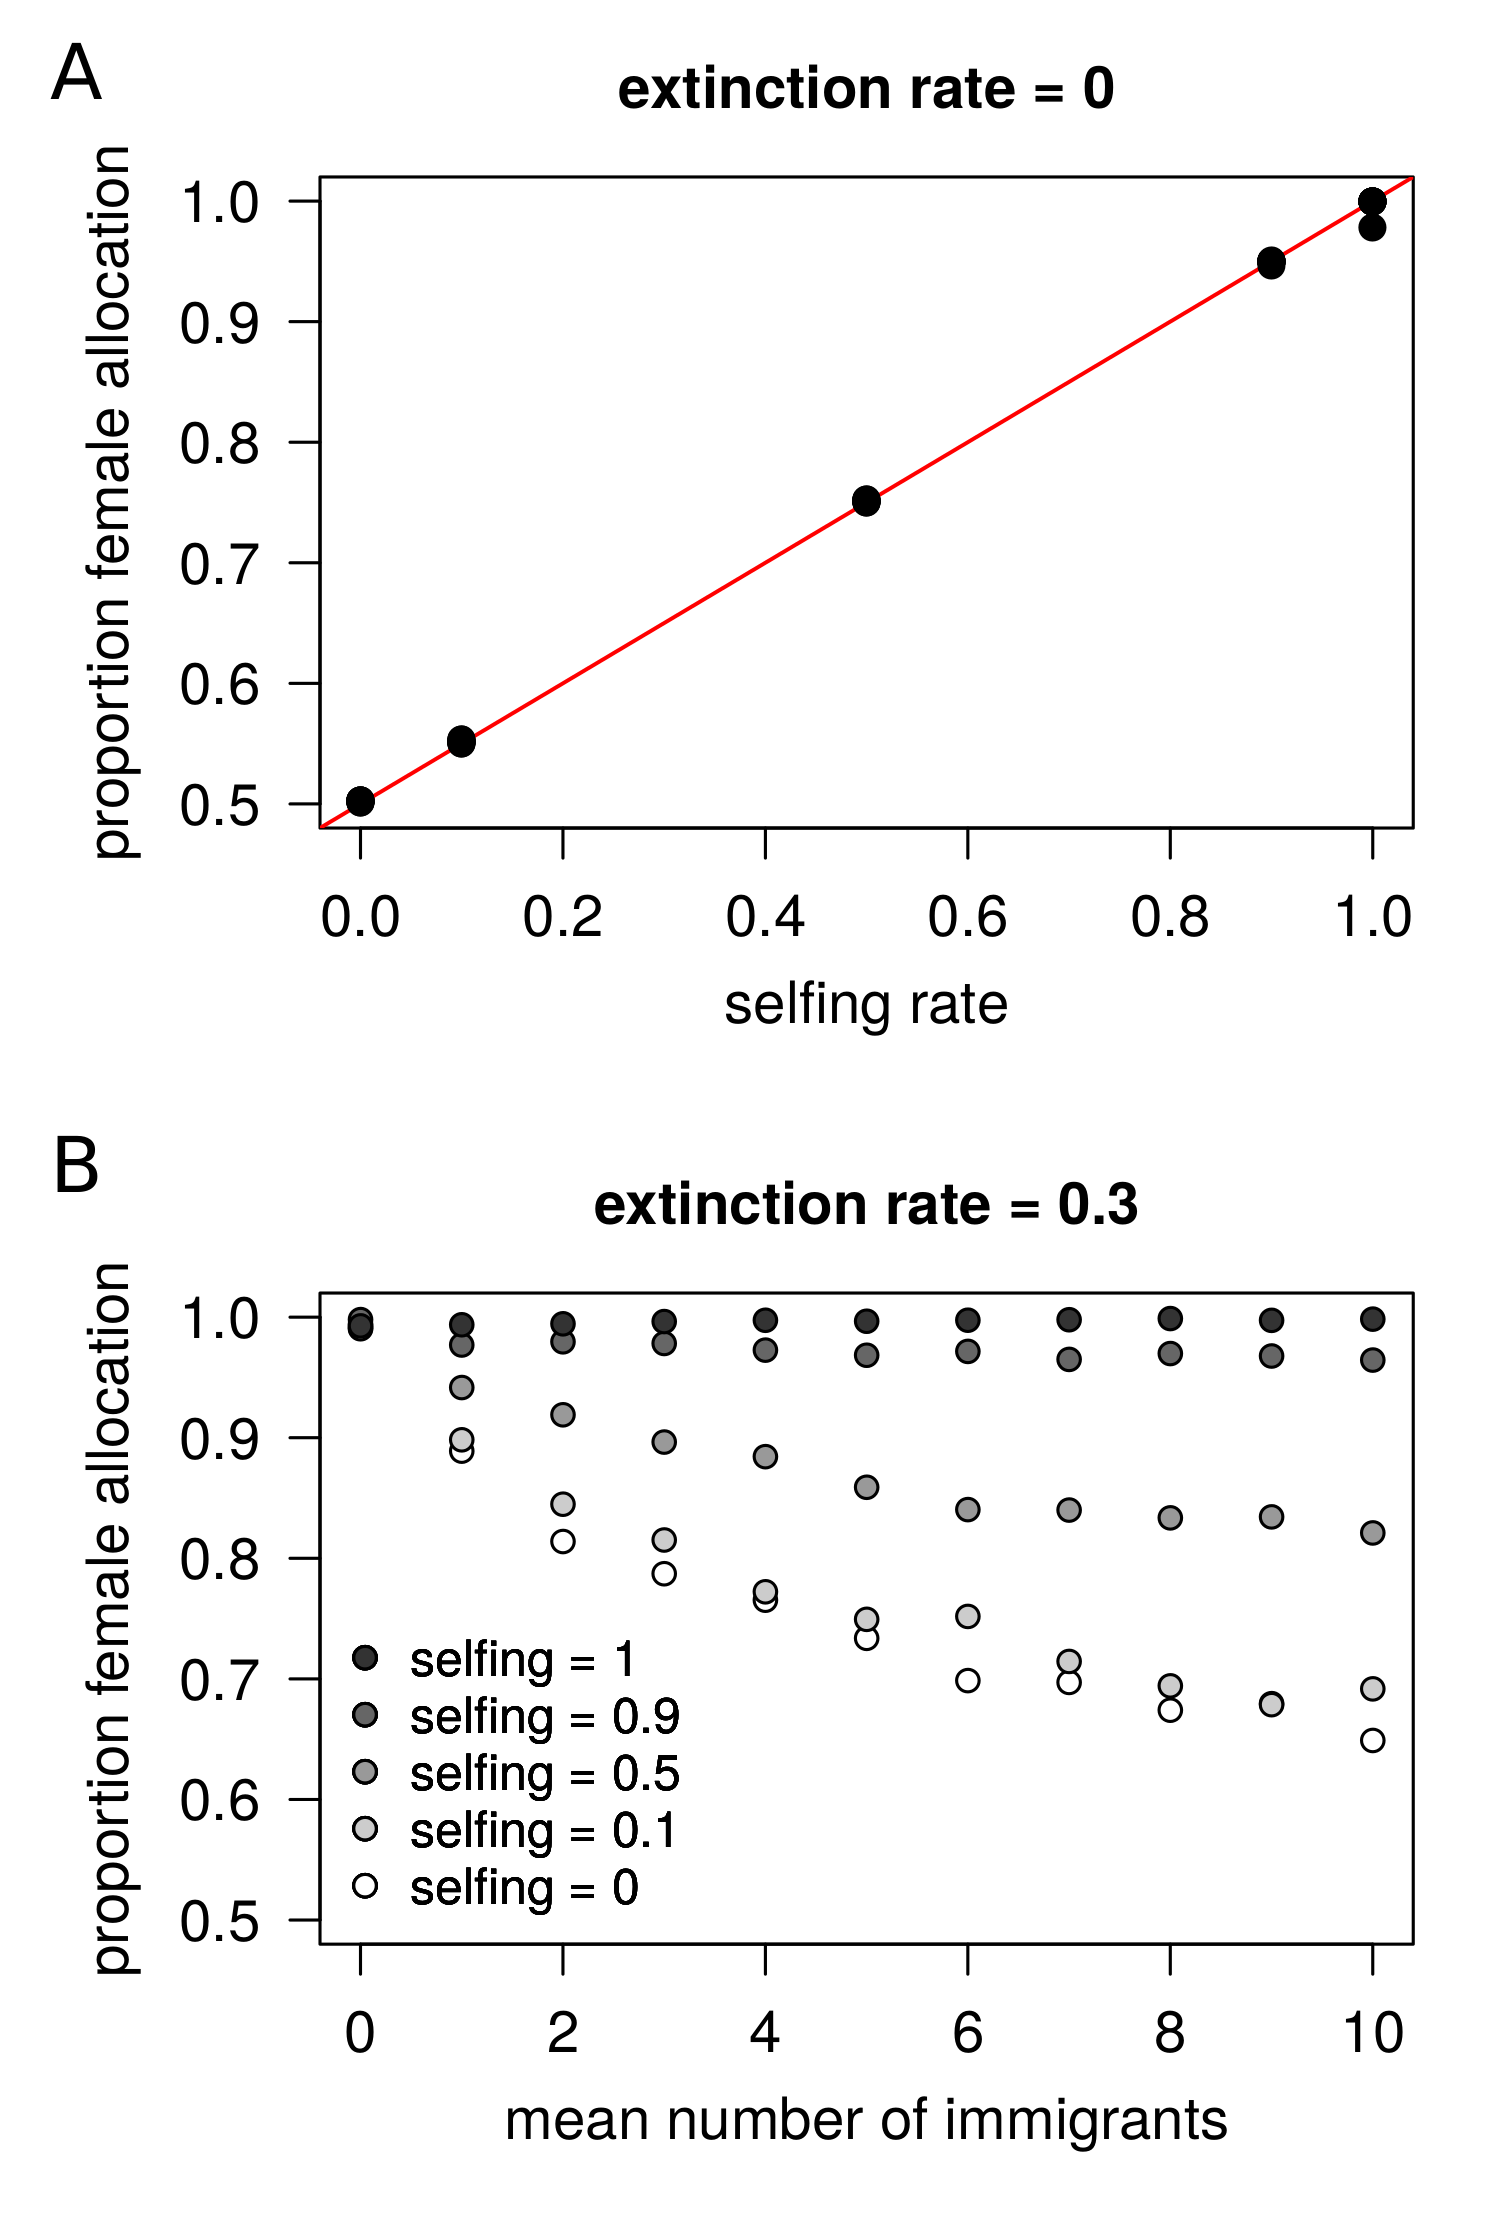 A
extinction rate = 0
proportion female allocation
1.0
0.9
0.8
0.7
0.6
0.5
0.0 0.2 0.4 0.6 0.8 1.0
selfing rate
B
extinction rate = 0.3
proportion female allocation
1.0
0.9
0.8
0.7
0.6
0.5
selfing = 1
selfing = 0.9
selfing = 0.5
selfing = 0.1
selfing = 0
0 2 4 6 8 10
mean number of immigrants